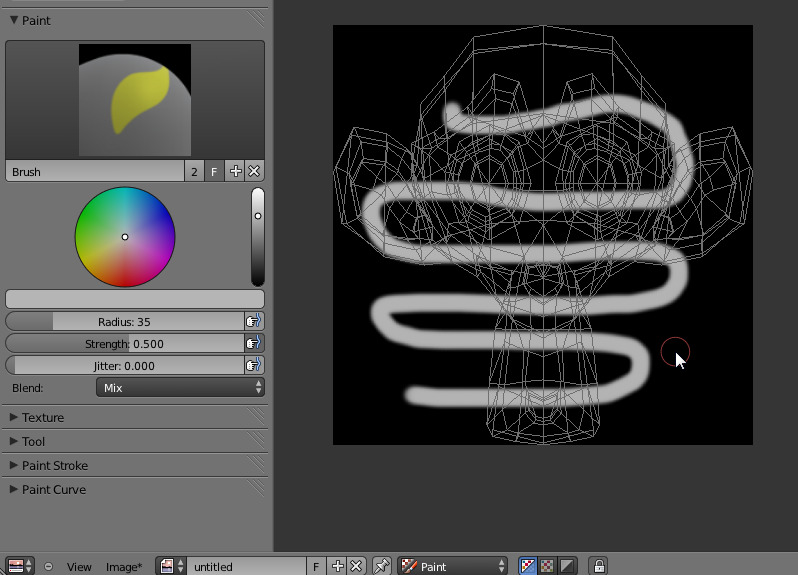 Paint
Brush 2 F
Radius: 35
Strength: 0.500
Jitter: 0.000
Blend: Mix
Texture
Tool
Paint Stroke
Paint Curve
View Image* untitled F Paint